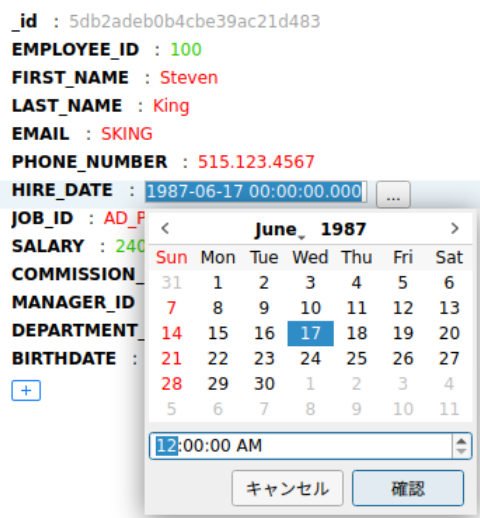 _id : 5db2adeb0b4cbe39ac21d483
EMPLOYEE_ID : 100
FIRST_NAME : Steven
LAST_NAME : King
EMAIL : SKING
PHONE_NUMBER : 515.123.4567
HIRE_DATE : 1987-06-17 00:00:00.000 ...
JOB_ID : AD_P
SALARY : 240
COMMISSION_
MANAGER_ID
DEPARTMENT_
BIRTHDATE :
+
< June 1987 >
Sun Mon Tue Wed Thu Fri Sat
31 1 2 3 4 5 6
7 8 9 10 11 12 13
14 15 16 17 18 19 20
21 22 23 24 25 26 27
28 29 30 1 2 3 4
5 6 7 8 9 10 11
12:00:00 AM
キャンセル 確認